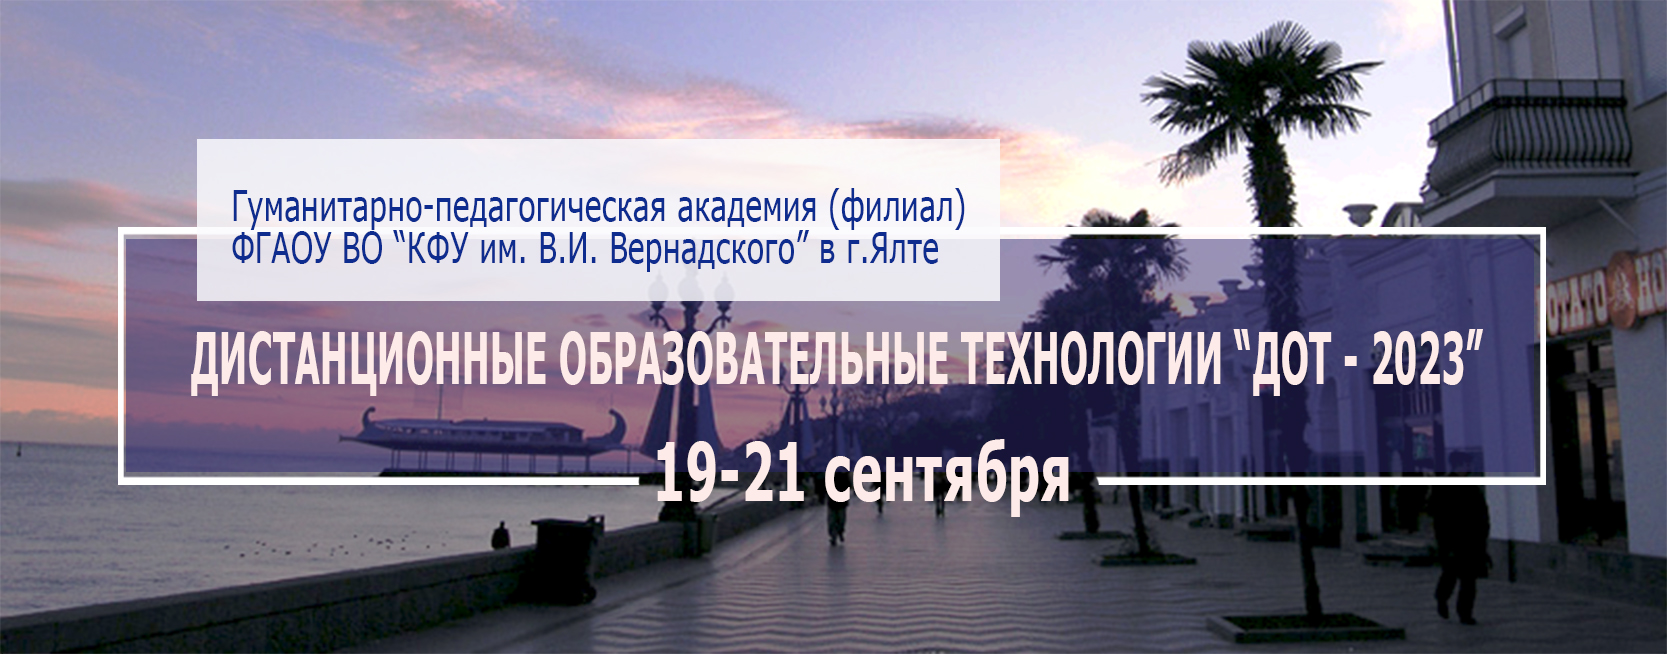 Гуманитарно-педагогическая академия (филиал)
ФГАОУ ВО “КФУ им. В.И. Вернадского” в г.Ялте
ДИСТАНЦИОННЫЕ ОБРАЗОВАТЕЛЬНЫЕ ТЕХНОЛОГИИ “ДОТ - 2023”
19-21 сентября